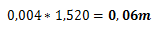 0,004 * 1,520 = 0,06m